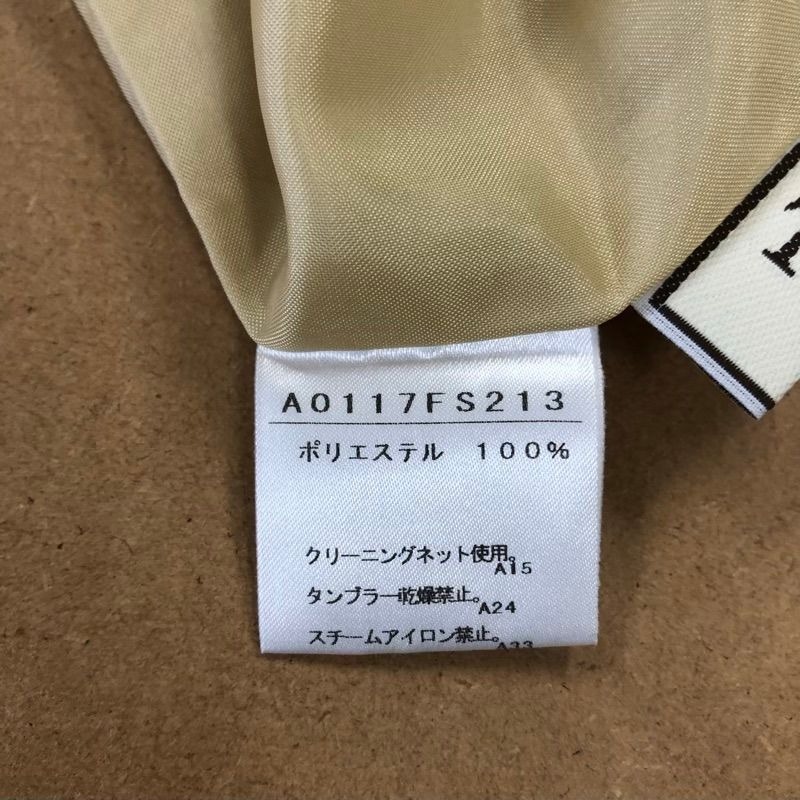 A0117FS213
ポリエステル 100%
クリーニングネット使用。A15
タンブラー乾燥禁止。A24
スチームアイロン禁止。